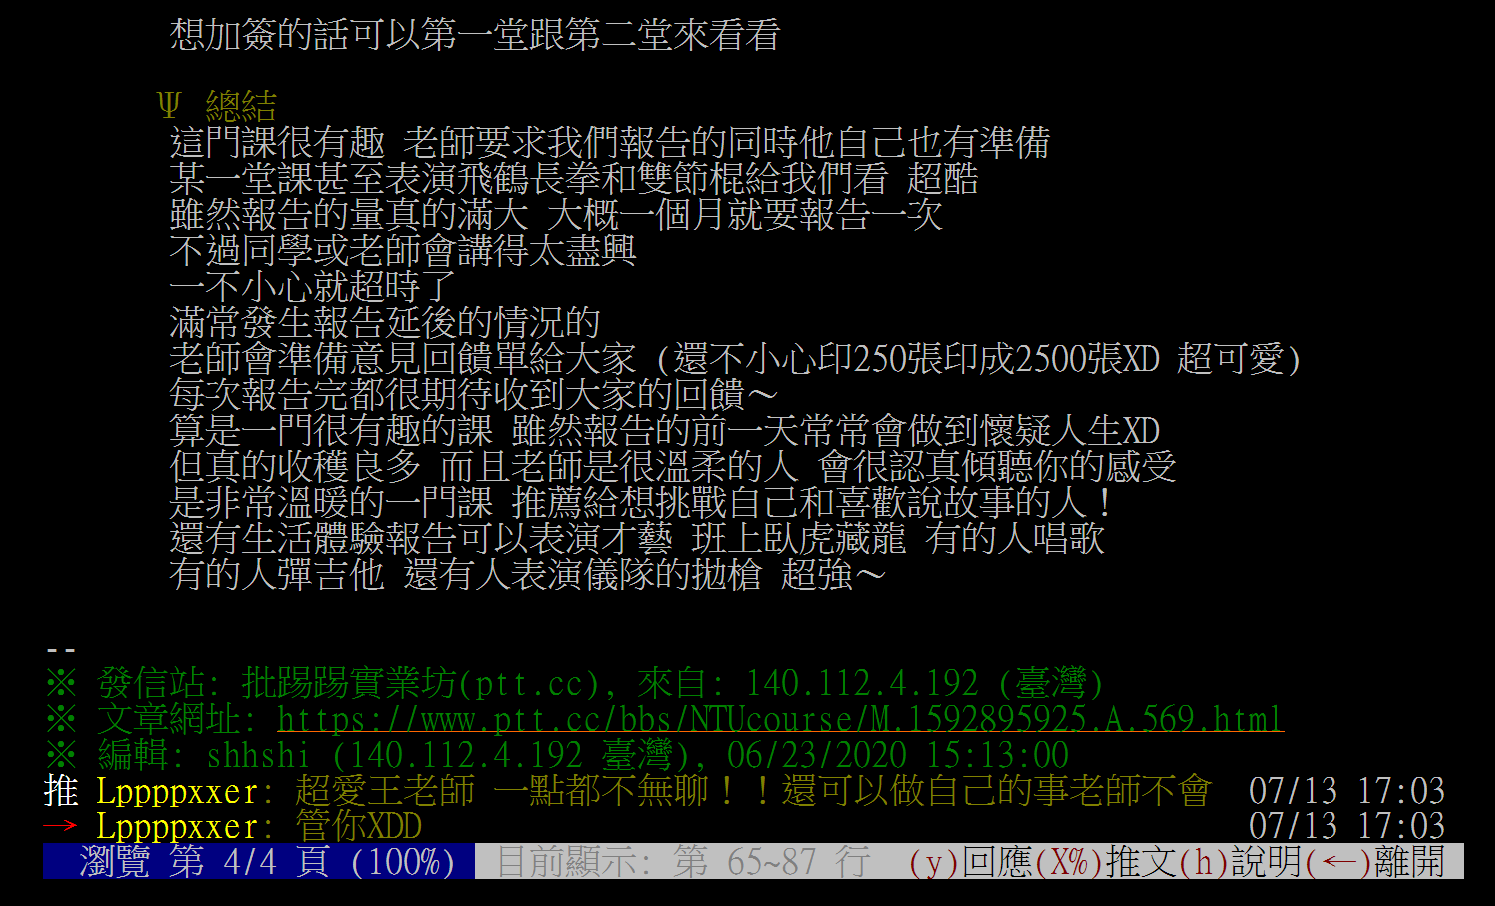 想加簽的話可以第一堂跟第二堂來看看
Ψ 總結
這門課很有趣 老師要求我們報告的同時他自己也有準備
某一堂課甚至表演飛鶴長拳和雙節棍給我們看 超酷
雖然報告的量真的滿大 大概一個月就要報告一次
不過同學或老師會講得太盡興
一不小心就超時了
滿常發生報告延後的情況的
老師會準備意見回饋單給大家 (還不小心印250張印成2500張XD 超可愛)
每次報告完都很期待收到大家的回饋～
算是一門很有趣的課 雖然報告的前一天常常會做到懷疑人生XD
但真的收穫良多 而且老師是很溫柔的人 會很認真傾聽你的感受
是非常溫暖的一門課 推薦給想挑戰自己和喜歡說故事的人！
還有生活體驗報告可以表演才藝 班上臥虎藏龍 有的人唱歌
有的人彈吉他 還有人表演儀隊的拋槍 超強～
--
※ 發信站: 批踢踢實業坊(ptt.cc), 來自: 140.112.4.192 (臺灣)
※ 文章網址: https://www.ptt.cc/bbs/NTUcourse/M.1592895925.A.569.html
※ 編輯: shhshi (140.112.4.192 臺灣), 06/23/2020 15:13:00
推 Lppppxxer: 超愛王老師 一點都不無聊！！還可以做自己的事老師不會 07/13 17:03
→ Lppppxxer: 管你XDD 07/13 17:03
瀏覽 第 4/4 頁 (100%) 目前顯示: 第 65~87 行 (y)回應(X%)推文(h)說明(←)離開